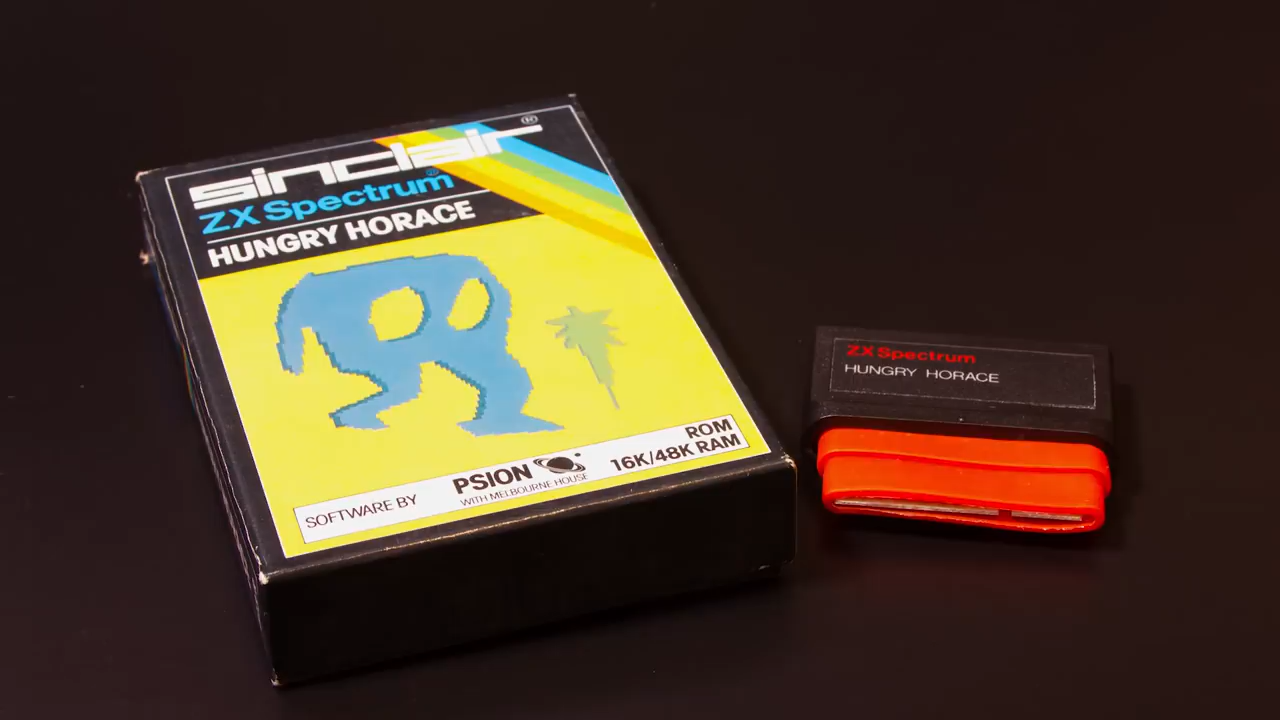 sinclair®
ZX Spectrum®
HUNGRY HORACE
SOFTWARE BY
PSION
WITH MELBOURNE HOUSE
ROM
16K/48K RAM
ZX Spectrum
HUNGRY HORACE